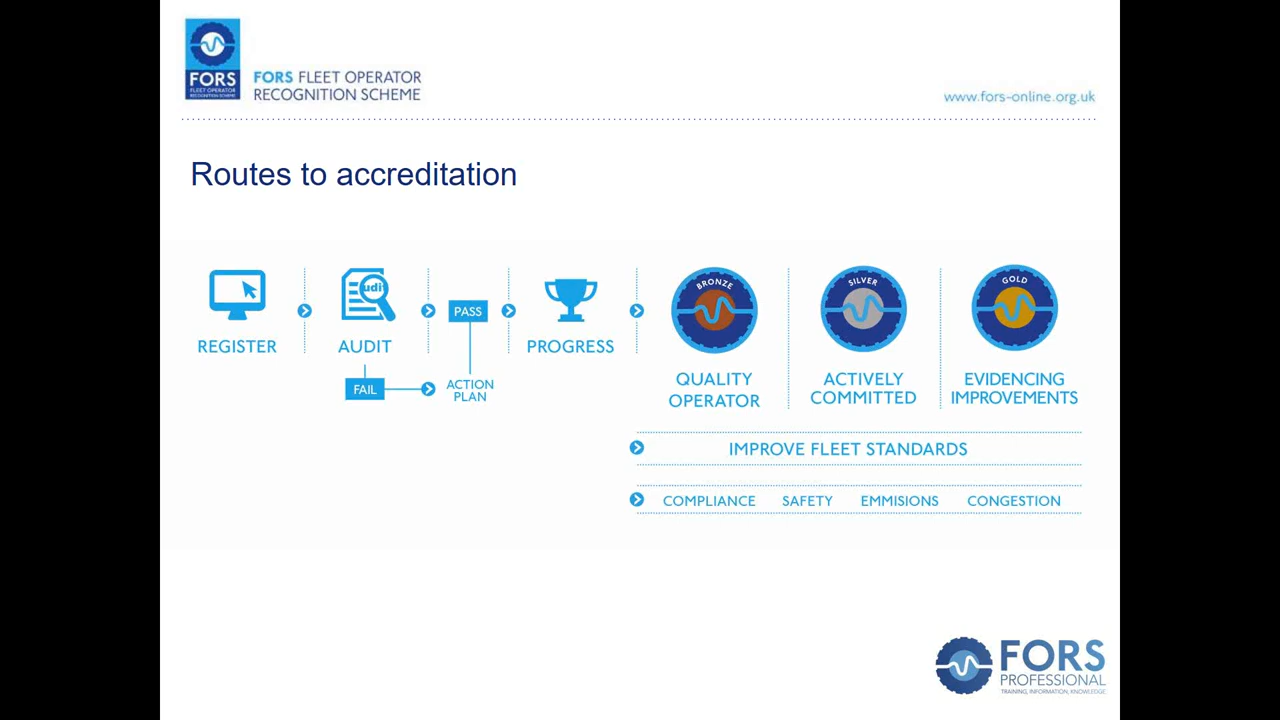 FORS
FLEET OPERATOR
RECOGNITION SCHEME
FORS FLEET OPERATOR
RECOGNITION SCHEME
www.fors-online.org.uk
Routes to accreditation
REGISTER
udit
AUDIT
FAIL
PASS
ACTION
PLAN
PROGRESS
BRONZE
QUALITY
OPERATOR
SILVER
ACTIVELY
COMMITTED
GOLD
EVIDENCING
IMPROVEMENTS
IMPROVE FLEET STANDARDS
COMPLIANCE SAFETY EMMISIONS CONGESTION
FORS
PROFESSIONAL
TRAINING, INFORMATION, KNOWLEDGE